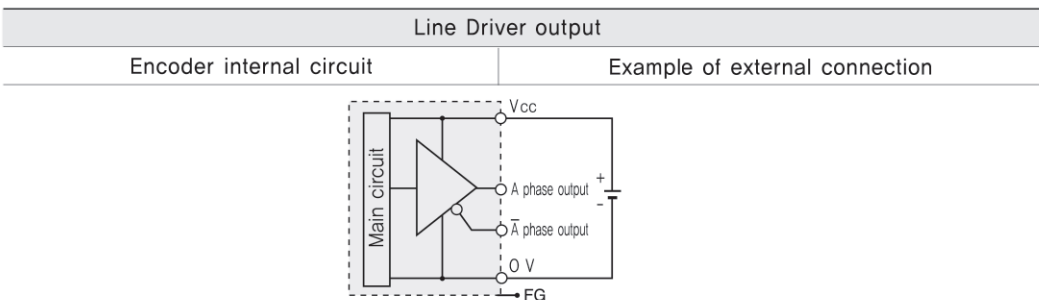 Line Driver output
Encoder internal circuit
Example of external connection
Main circuit
Vcc
A phase output
+
-
A̅ phase output
0 V
FG